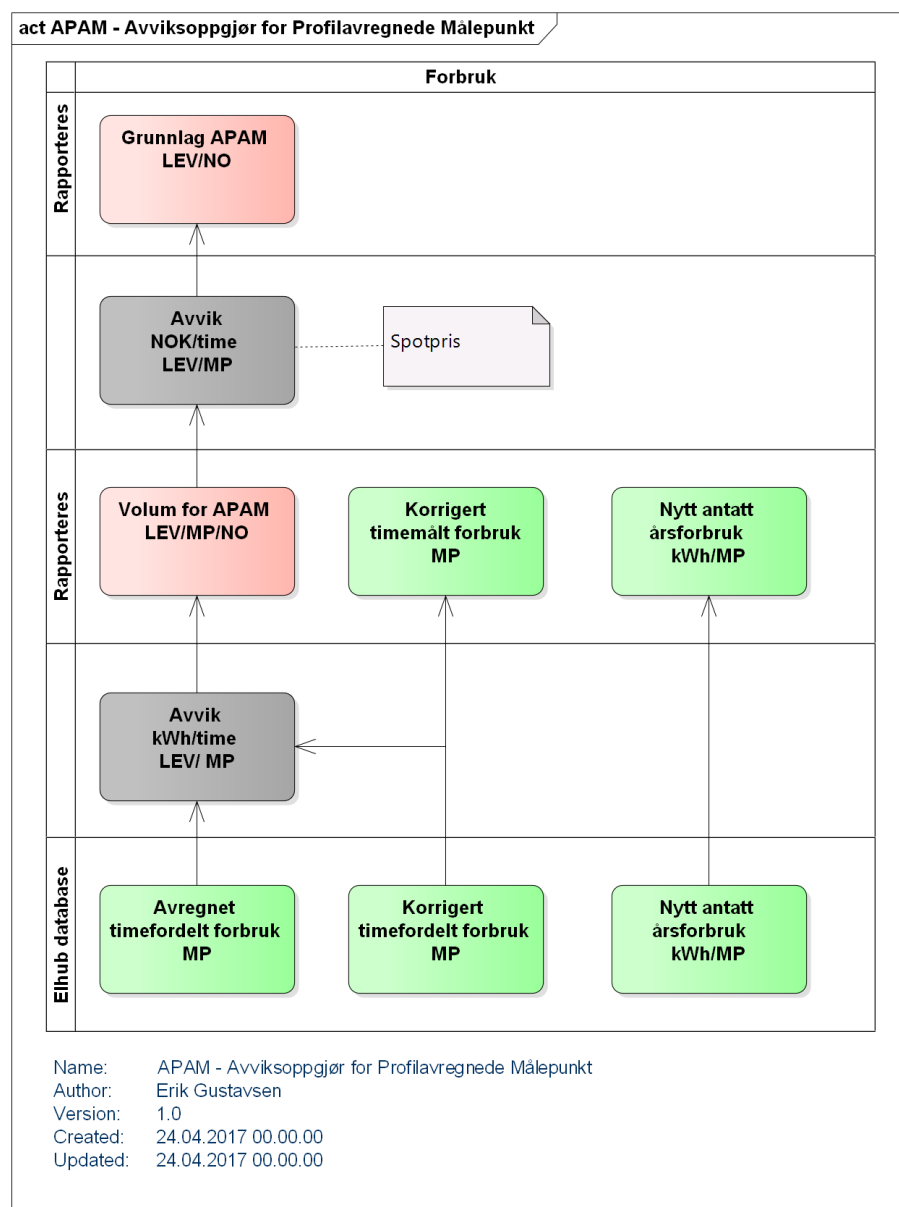 act APAM - Avviksoppgjør for Profilavregnede Målepunkt
Forbruk
Rapporteres
Grunnlag APAM
LEV/NO
Avvik
NOK/time
LEV/MP
Spotpris
Rapporteres
Volum for APAM
LEV/MP/NO
Korrigert
timemålt forbruk
MP
Nytt antatt
årsforbruk
kWh/MP
Avvik
kWh/time
LEV/ MP
Elhub database
Avregnet
timefordelt forbruk
MP
Korrigert
timefordelt forbruk
MP
Nytt antatt
årsforbruk
kWh/MP
Name: APAM - Avviksoppgjør for Profilavregnede Målepunkt
Author: Erik Gustavsen
Version: 1.0
Created: 24.04.2017 00.00.00
Updated: 24.04.2017 00.00.00